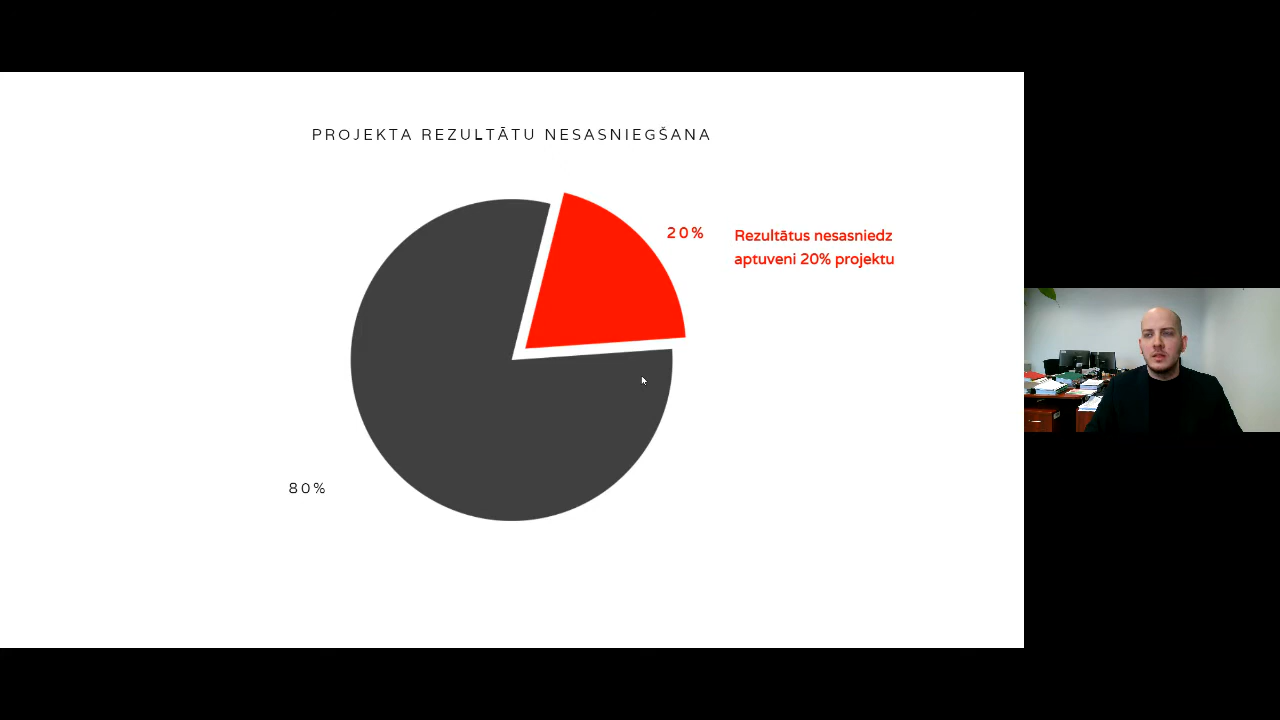 PROJEKTA REZULTĀTU NESASNIEGŠANA
20%
Rezultātus nesasniedz
aptuveni 20% projektu
80%